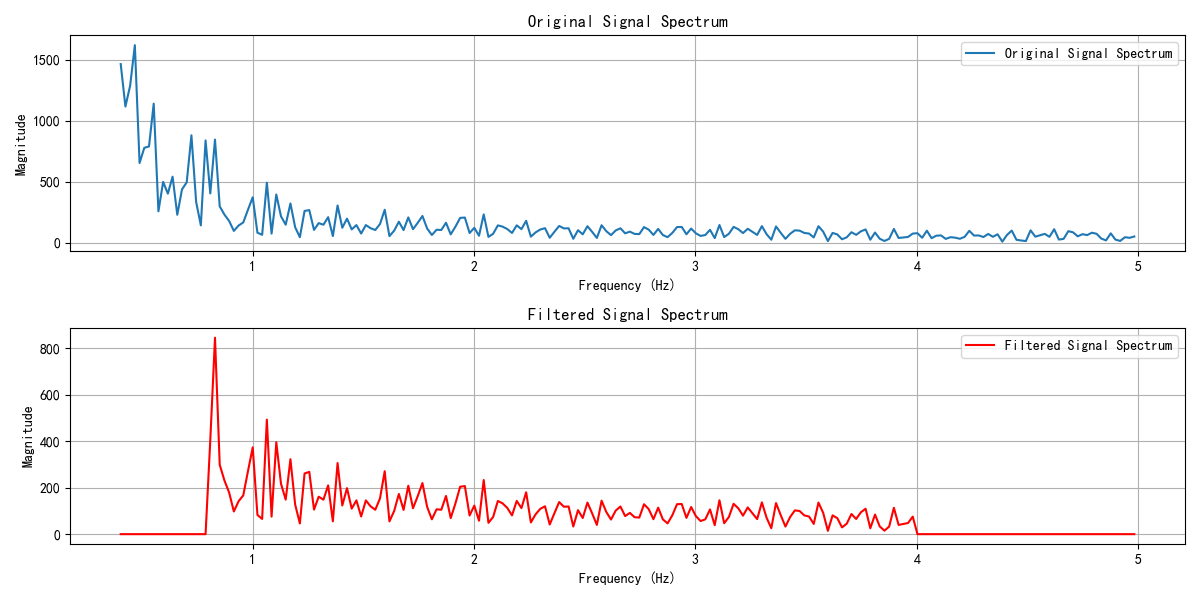 Original Signal Spectrum
Original Signal Spectrum
Magnitude
1500
1000
500
0
1 2 3 4 5
Frequency (Hz)
Filtered Signal Spectrum
Filtered Signal Spectrum
Magnitude
800
600
400
200
0
1 2 3 4 5
Frequency (Hz)